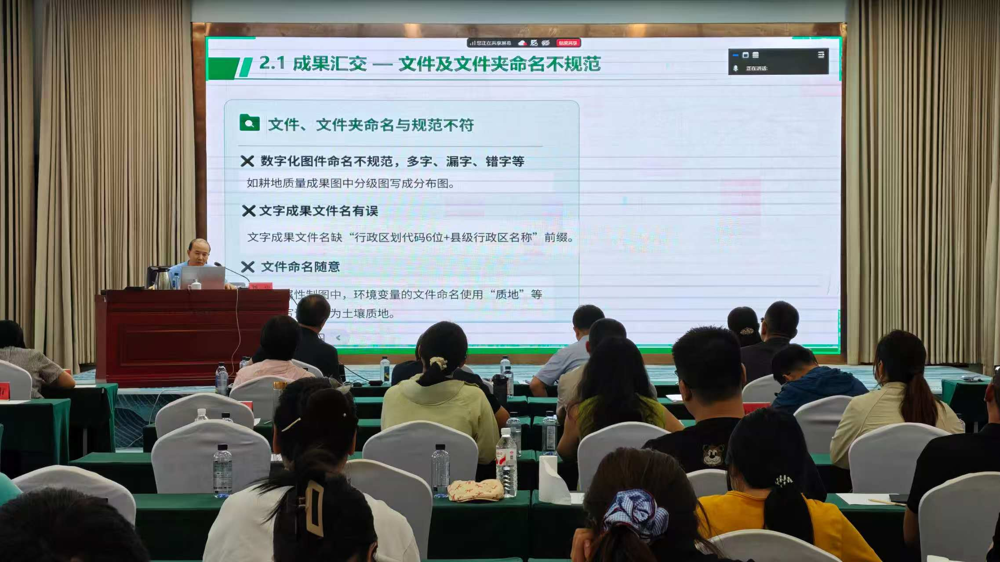 您正在共享屏幕
结束共享
2.1 成果汇交 — 文件及文件夹命名不规范
正在讲话:
文件、文件夹命名与规范不符
数字化图件命名不规范，多字、漏字、错字等
如耕地质量成果图中分级图写成分布图。
文字成果文件名有误
文字成果文件名缺“行政区划代码6位+县级行政区名称”前缀。
文件命名随意
属性制图中，环境变量的文件命名使用“质地”等
为土壤质地。